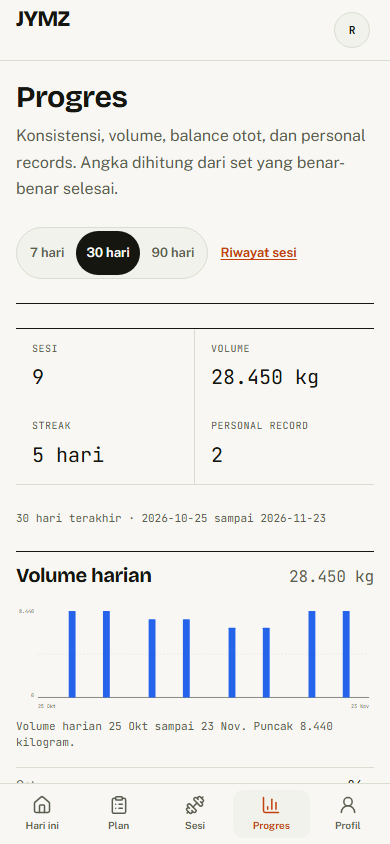 JYMZ
R
Progres
Konsistensi, volume, balance otot, dan personal
records. Angka dihitung dari set yang benar-
benar selesai.
7 hari
30 hari
90 hari
Riwayat sesi
SESI
VOLUME
9
28.450 kg
STREAK
PERSONAL RECORD
5 hari
2
30 hari terakhir · 2026-10-25 sampai 2026-11-23
Volume harian
28.450 kg
8.440
0
25 Okt
23 Nov
Volume harian 25 Okt sampai 23 Nov. Puncak 8.440
kilogram.
Hari ini
Plan
Sesi
Progres
Profil